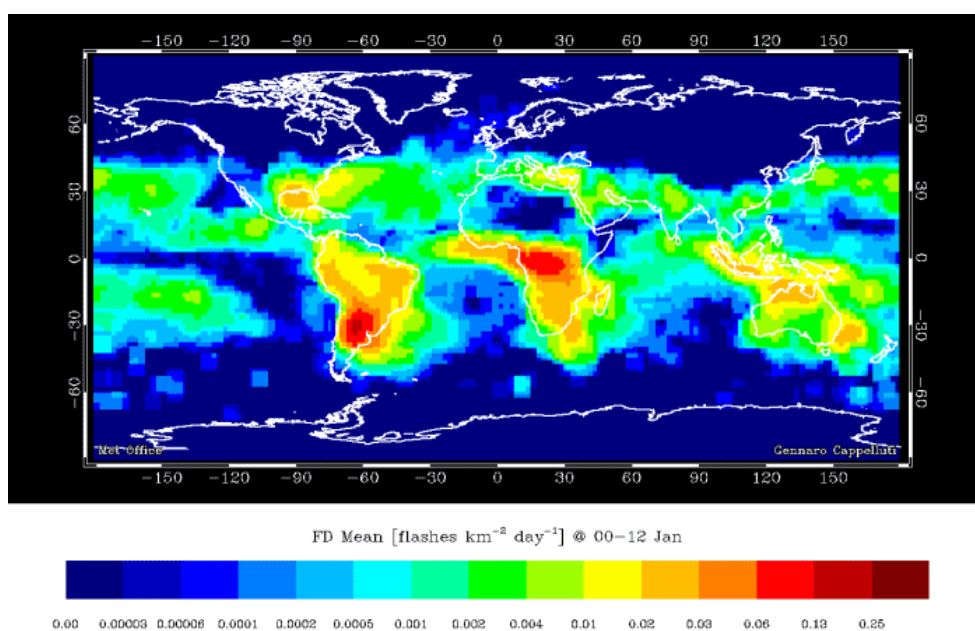 −150 −120 −90 −60 −30 0 30 60 90 120 150
60 60
30 30
0 0
−30 −30
−60 −60
Met Office Gennaro Cappelluti
−150 −120 −90 −60 −30 0 30 60 90 120 150
FD Mean [flashes km⁻² day⁻¹] @ 00−12 Jan
0.00 0.00003 0.00006 0.0001 0.0002 0.0005 0.001 0.002 0.004 0.01 0.02 0.03 0.06 0.13 0.25